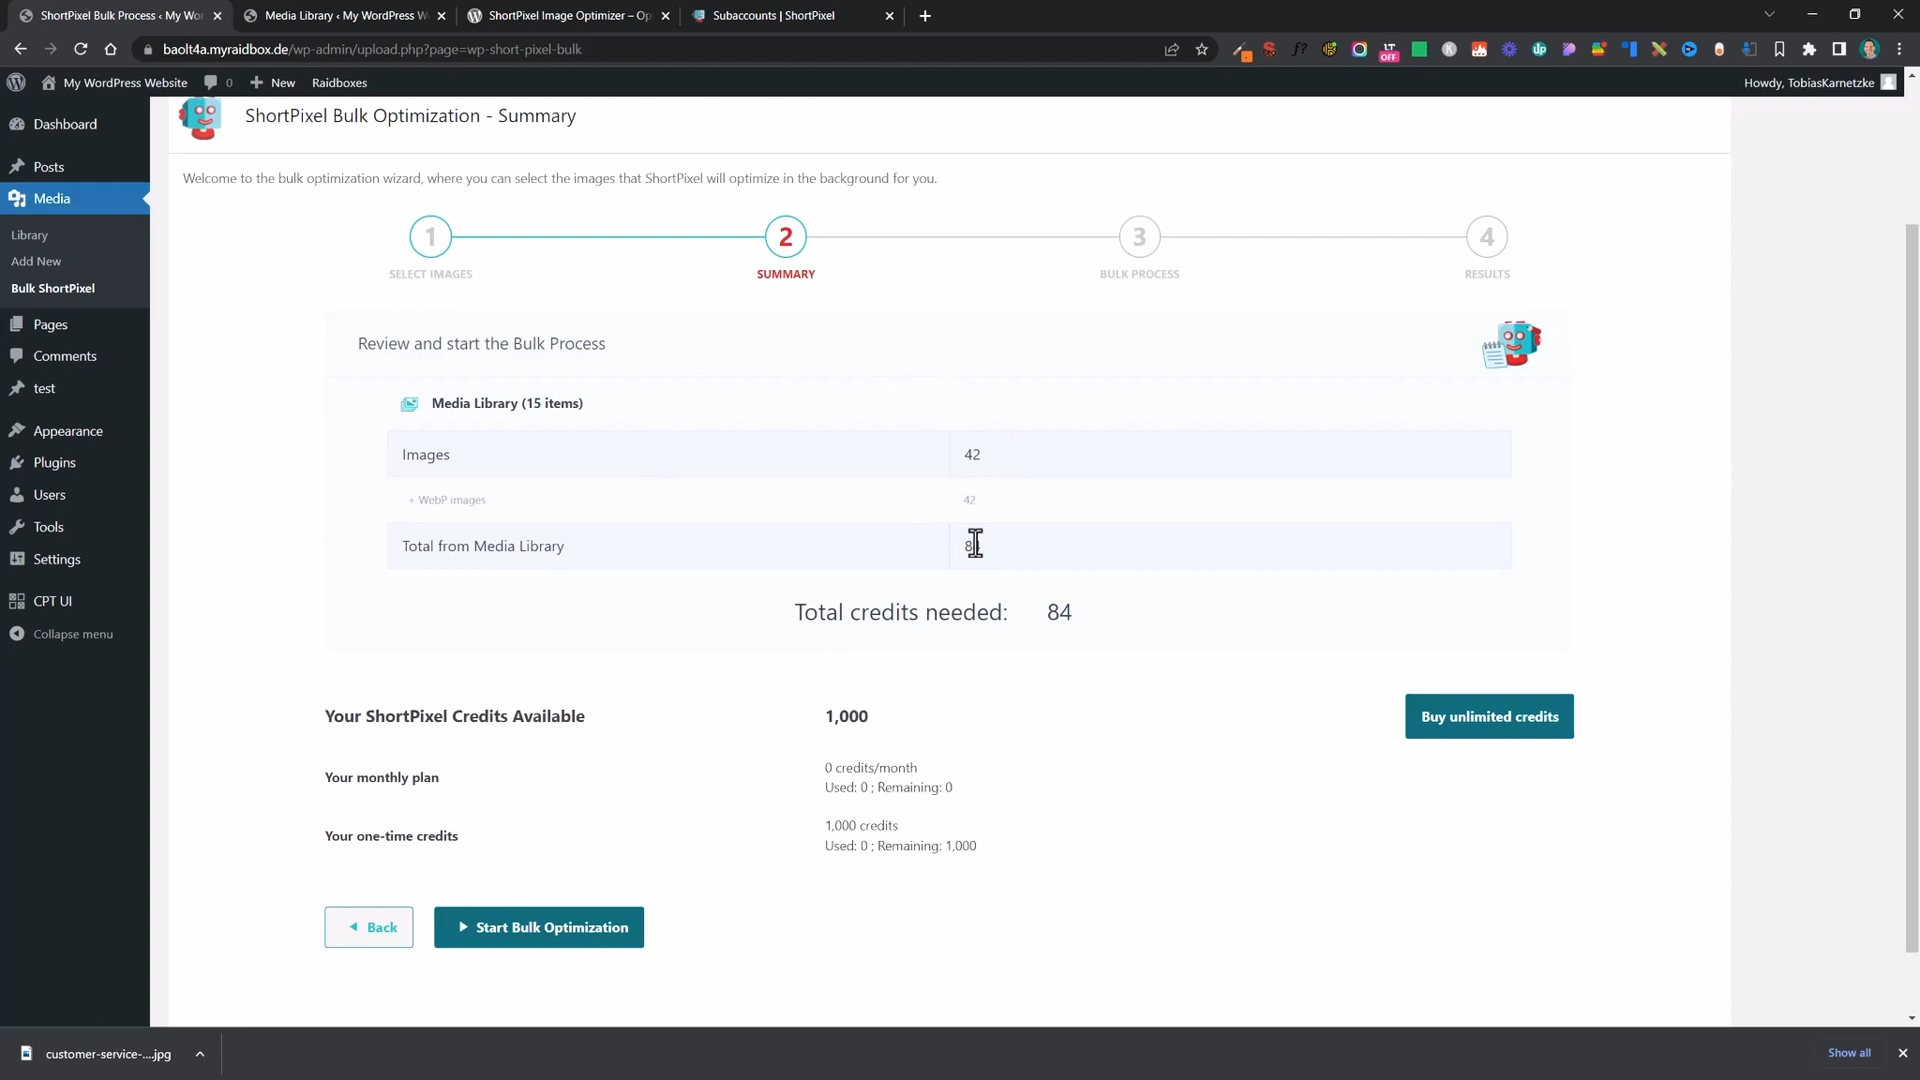 ShortPixel Bulk Process ‹ My Wo
Media Library ‹ My WordPress W
ShortPixel Image Optimizer – Op
Subaccounts | ShortPixel
baolt4a.myraidbox.de/wp-admin/upload.php?page=wp-short-pixel-bulk
My WordPress Website
0
New
Raidboxes
Howdy, TobiasKarnetzke
Dashboard
Posts
Media
Library
Add New
Bulk ShortPixel
Pages
Comments
test
Appearance
Plugins
Users
Tools
Settings
CPT UI
Collapse menu
ShortPixel Bulk Optimization - Summary
Welcome to the bulk optimization wizard, where you can select the images that ShortPixel will optimize in the background for you.
1
2
3
4
SELECT IMAGES
SUMMARY
BULK PROCESS
RESULTS
Review and start the Bulk Process
Media Library (15 items)
Images 42
+ WebP images 42
Total from Media Library
Total credits needed: 84
Your ShortPixel Credits Available 1,000
Buy unlimited credits
Your monthly plan
0 credits/month
Used: 0 ; Remaining: 0
Your one-time credits
1,000 credits
Used: 0 ; Remaining: 1,000
Back
Start Bulk Optimization
customer-service-....jpg
Show all
LT
OFF
f?
K
up